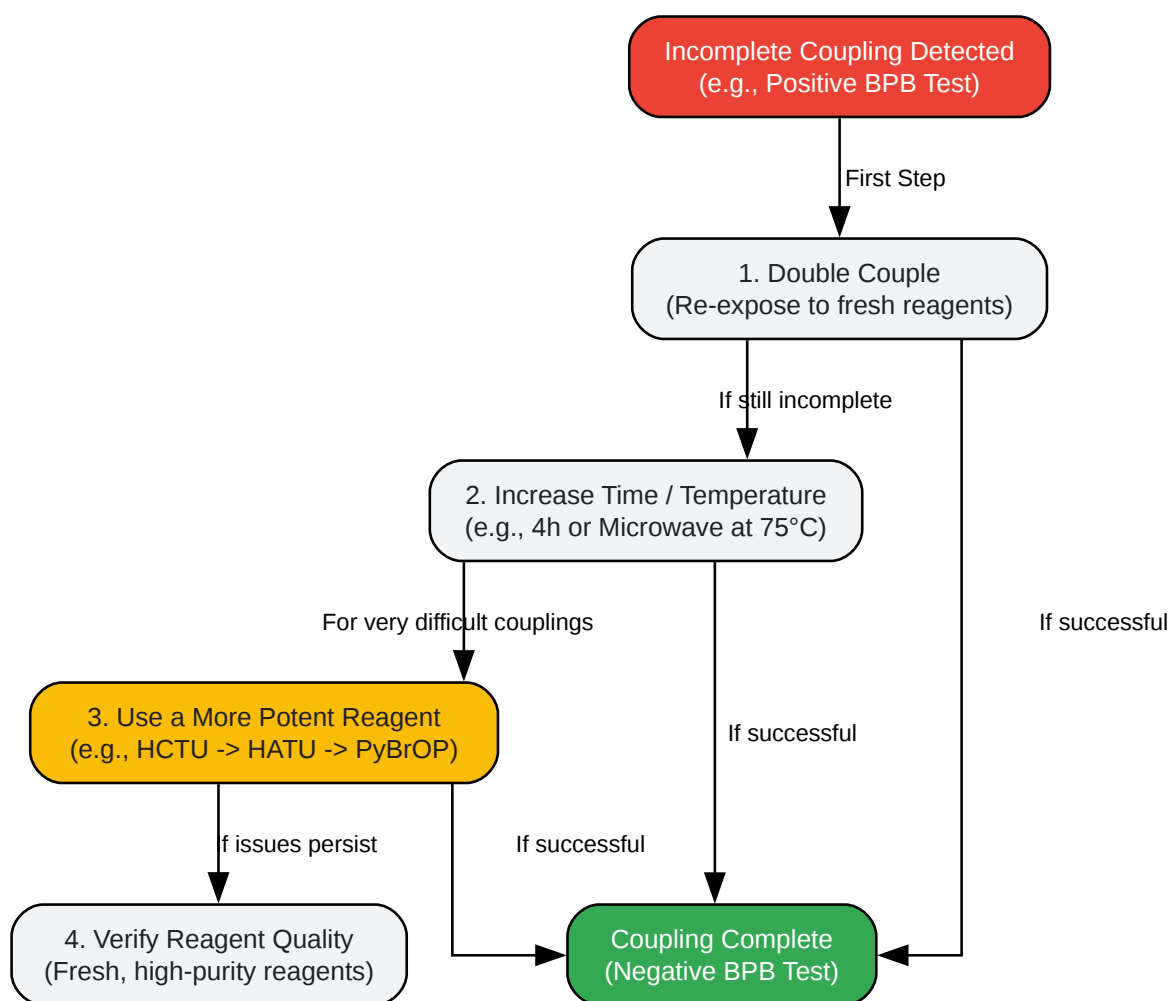 Incomplete Coupling Detected
(e.g., Positive BPB Test)
First Step
1. Double Couple
(Re-expose to fresh reagents)
If still incomplete
2. Increase Time / Temperature
(e.g., 4h or Microwave at 75°C)
For very difficult couplings
If successful
3. Use a More Potent Reagent
(e.g., HCTU -> HATU -> PyBrOP)
If successful
If issues persist
If successful
4. Verify Reagent Quality
(Fresh, high-purity reagents)
Coupling Complete
(Negative BPB Test)